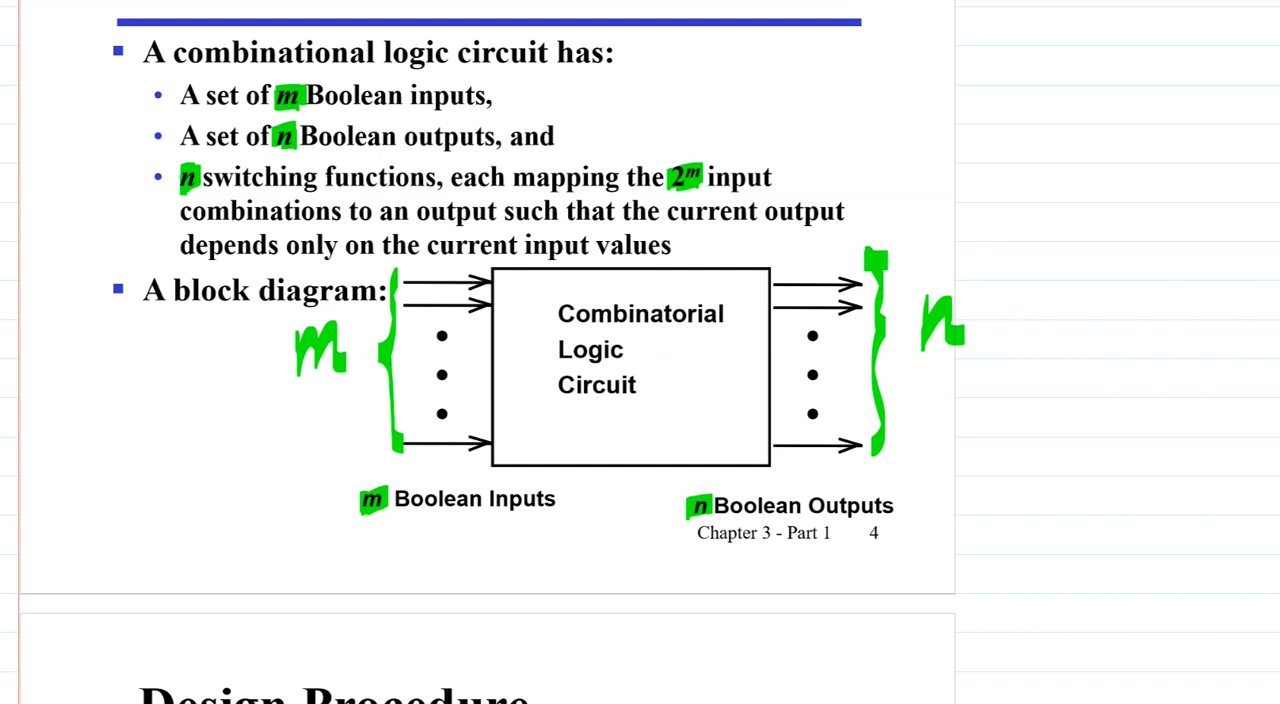 A combinational logic circuit has:
A set of m Boolean inputs,
A set of n Boolean outputs, and
n switching functions, each mapping the 2ᵐ input
combinations to an output such that the current output
depends only on the current input values
A block diagram:
m
Combinatorial
Logic
Circuit
n
m Boolean Inputs
n Boolean Outputs
Chapter 3 - Part 1 4
Design Procedure